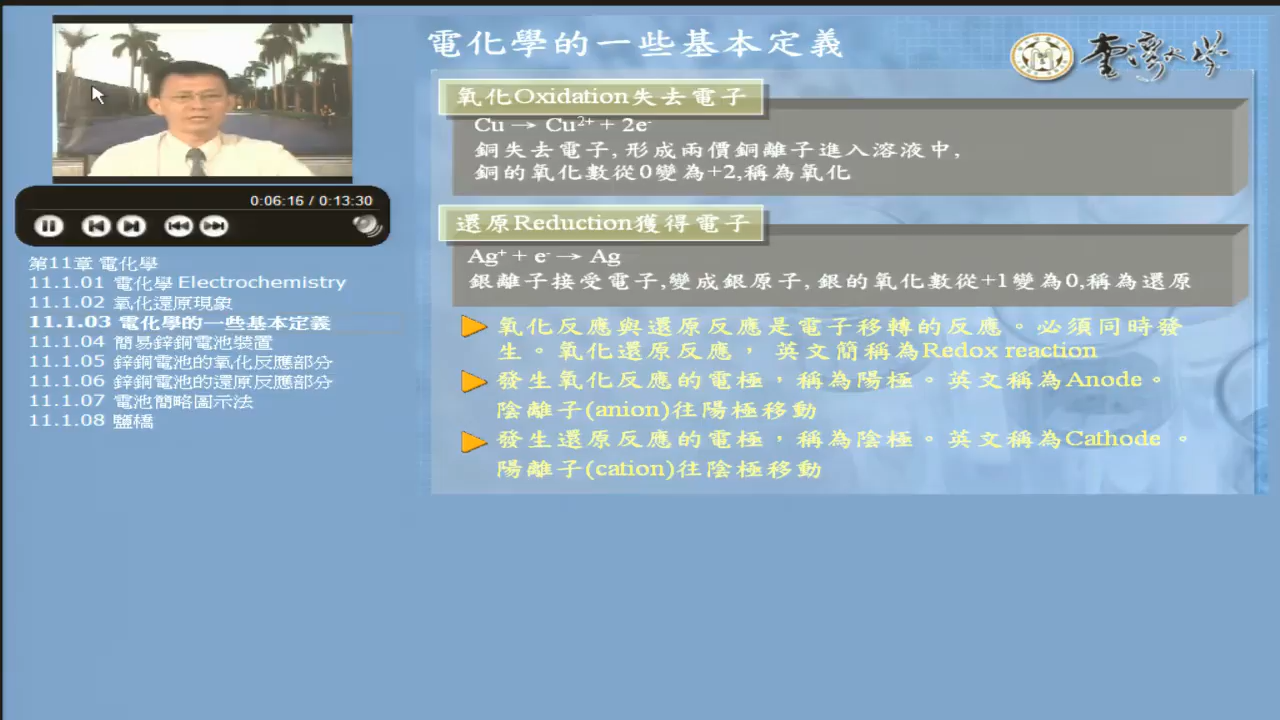 電化學的一些基本定義
臺灣大學
氧化Oxidation失去電子
Cu → Cu²⁺ + 2e⁻
銅失去電子,形成兩價銅離子進入溶液中,
銅的氧化數從0變為+2,稱為氧化
還原Reduction獲得電子
Ag⁺ + e⁻ → Ag
銀離子接受電子,變成銀原子, 銀的氧化數從+1變為0,稱為還原
氧化反應與還原反應是電子移轉的反應。必須同時發
生。氧化還原反應， 英文簡稱為Redox reaction
發生氧化反應的電極，稱為陽極。英文稱為Anode。
陰離子(anion)往陽極移動
發生還原反應的電極，稱為陰極。英文稱為Cathode 。
陽離子(cation)往陰極移動
0:06:16 / 0:13:30
第11章 電化學
11.1.01 電化學 Electrochemistry
11.1.02 氧化還原現象
11.1.03 電化學的一些基本定義
11.1.04 簡易鋅銅電池裝置
11.1.05 鋅銅電池的氧化反應部分
11.1.06 鋅銅電池的還原反應部分
11.1.07 電池簡略圖示法
11.1.08 鹽橋